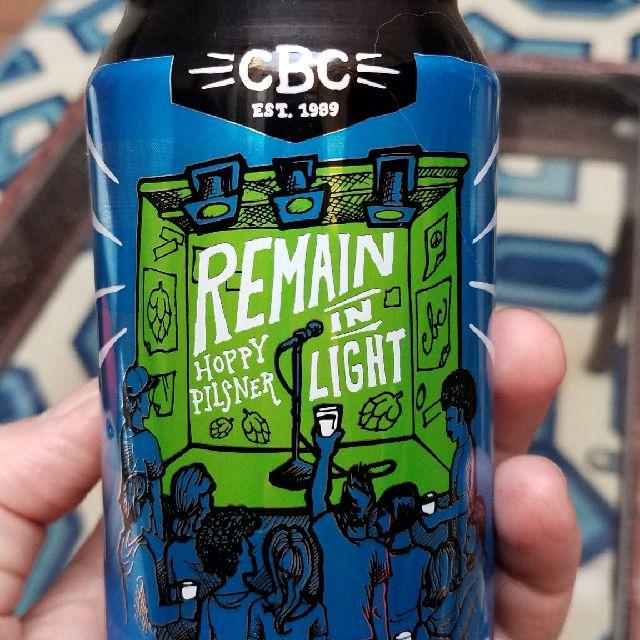 CBC
EST. 1989
REMAIN
IN
LIGHT
HOPPY
PILSNER